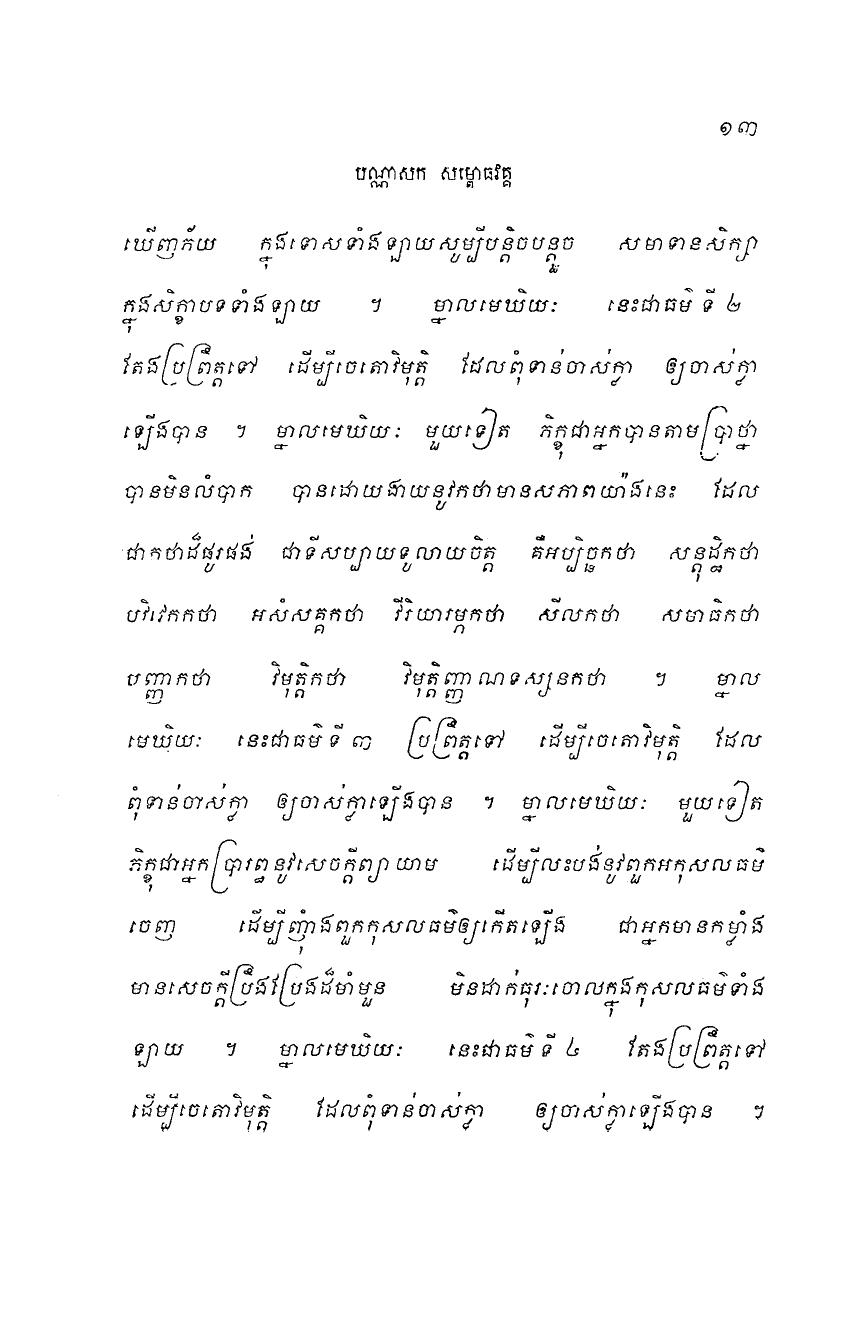 ១៣
បណ្ណាសក សម្ពោធវគ្គ
ឃើញភ័យ ក្នុងទោសទាំងឡាយសូម្បីបន្តិចបន្តួច សមាទានសិក្សា
ក្នុងសិក្ខាបទទាំងឡាយ ។ ម្នាលមេឃិយៈ នេះជាធម៌ ទី ២
តែងប្រព្រឹត្តទៅ ដើម្បីចេតោវិមុត្តិ ដែលពុំទាន់ចាស់ក្លា ឲ្យចាស់ក្លា
ឡើងបាន ។ ម្នាលមេឃិយៈ មួយទៀត ភិក្ខុជាអ្នកបានតាមប្រាថ្នា
បានមិនលំបាក បានដោយងាយនូវកថាមានសភាពយ៉ាងនេះ ដែល
ជាកថាដ៏ផូរផង់ ជាទីសប្បាយទូលាយចិត្ត គឺអប្បិច្ឆកថា សន្តុដ្ឋិកថា
បវិវេកកថា អសំសគ្គកថា វីរិយារម្ភកថា សីលកថា សមាធិកថា
បញ្ញាកថា វិមុត្តិកថា វិមុត្តិញ្ញាណទស្សនកថា ។ ម្នាល
មេឃិយៈ នេះជាធម៌ ទី ៣ ប្រព្រឹត្តទៅ ដើម្បីចេតោវិមុត្តិ ដែល
ពុំទាន់ចាស់ក្លា ឲ្យចាស់ក្លាឡើងបាន ។ ម្នាលមេឃិយៈ មួយទៀត
ភិក្ខុជាអ្នកប្រារព្ធនូវសេចក្តីព្យាយាម ដើម្បីលះបង់នូវពួកអកុសលធម៌
ចេញ ដើម្បីញុំាងពួកកុសលធម៌ឲ្យកើតឡើង ជាអ្នកមានកម្លាំង
មានសេចក្តីប្រឹងប្រែងដ៏មាំមួន មិនដាក់ធុរៈចោលក្នុងកុសលធម៌ទាំង
ឡាយ ។ ម្នាលមេឃិយៈ នេះជាធម៌ ទី ៤ តែងប្រព្រឹត្តទៅ
ដើម្បីចេតោវិមុត្តិ ដែលពុំទាន់ចាស់ក្លា ឲ្យចាស់ក្លាឡើងបាន ។